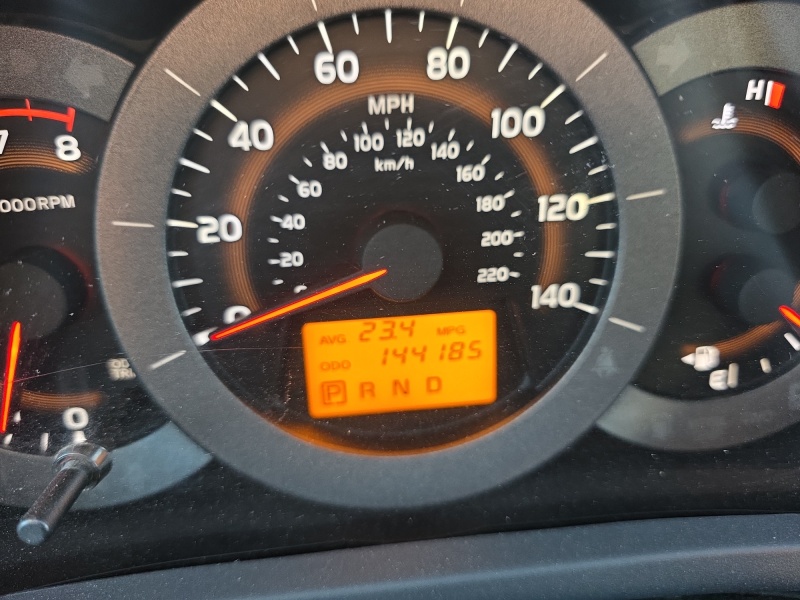 60 80
MPH
40 100
100 120
80 140
km/h
60 160
20 40 180 120
20 200
0 220 140
AVG 23.4 MPG
ODO 144185
P R N D
7 8
000RPM
0
H